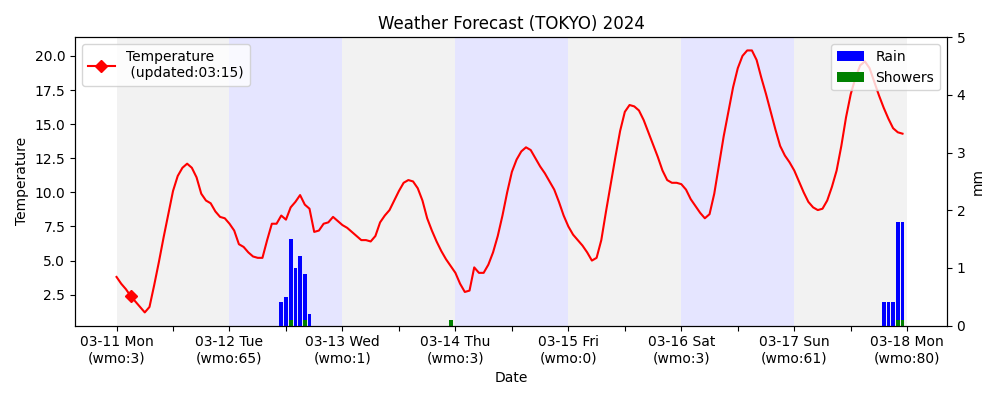 Weather Forecast (TOKYO) 2024
Temperature
(updated:03:15)
Rain
Showers
20.0
17.5
15.0
12.5
10.0
7.5
5.0
2.5
Temperature
5
4
3
2
1
0
mm
03-11 Mon
(wmo:3)
03-12 Tue
(wmo:65)
03-13 Wed
(wmo:1)
03-14 Thu
(wmo:3)
03-15 Fri
(wmo:0)
03-16 Sat
(wmo:3)
03-17 Sun
(wmo:61)
03-18 Mon
(wmo:80)
Date